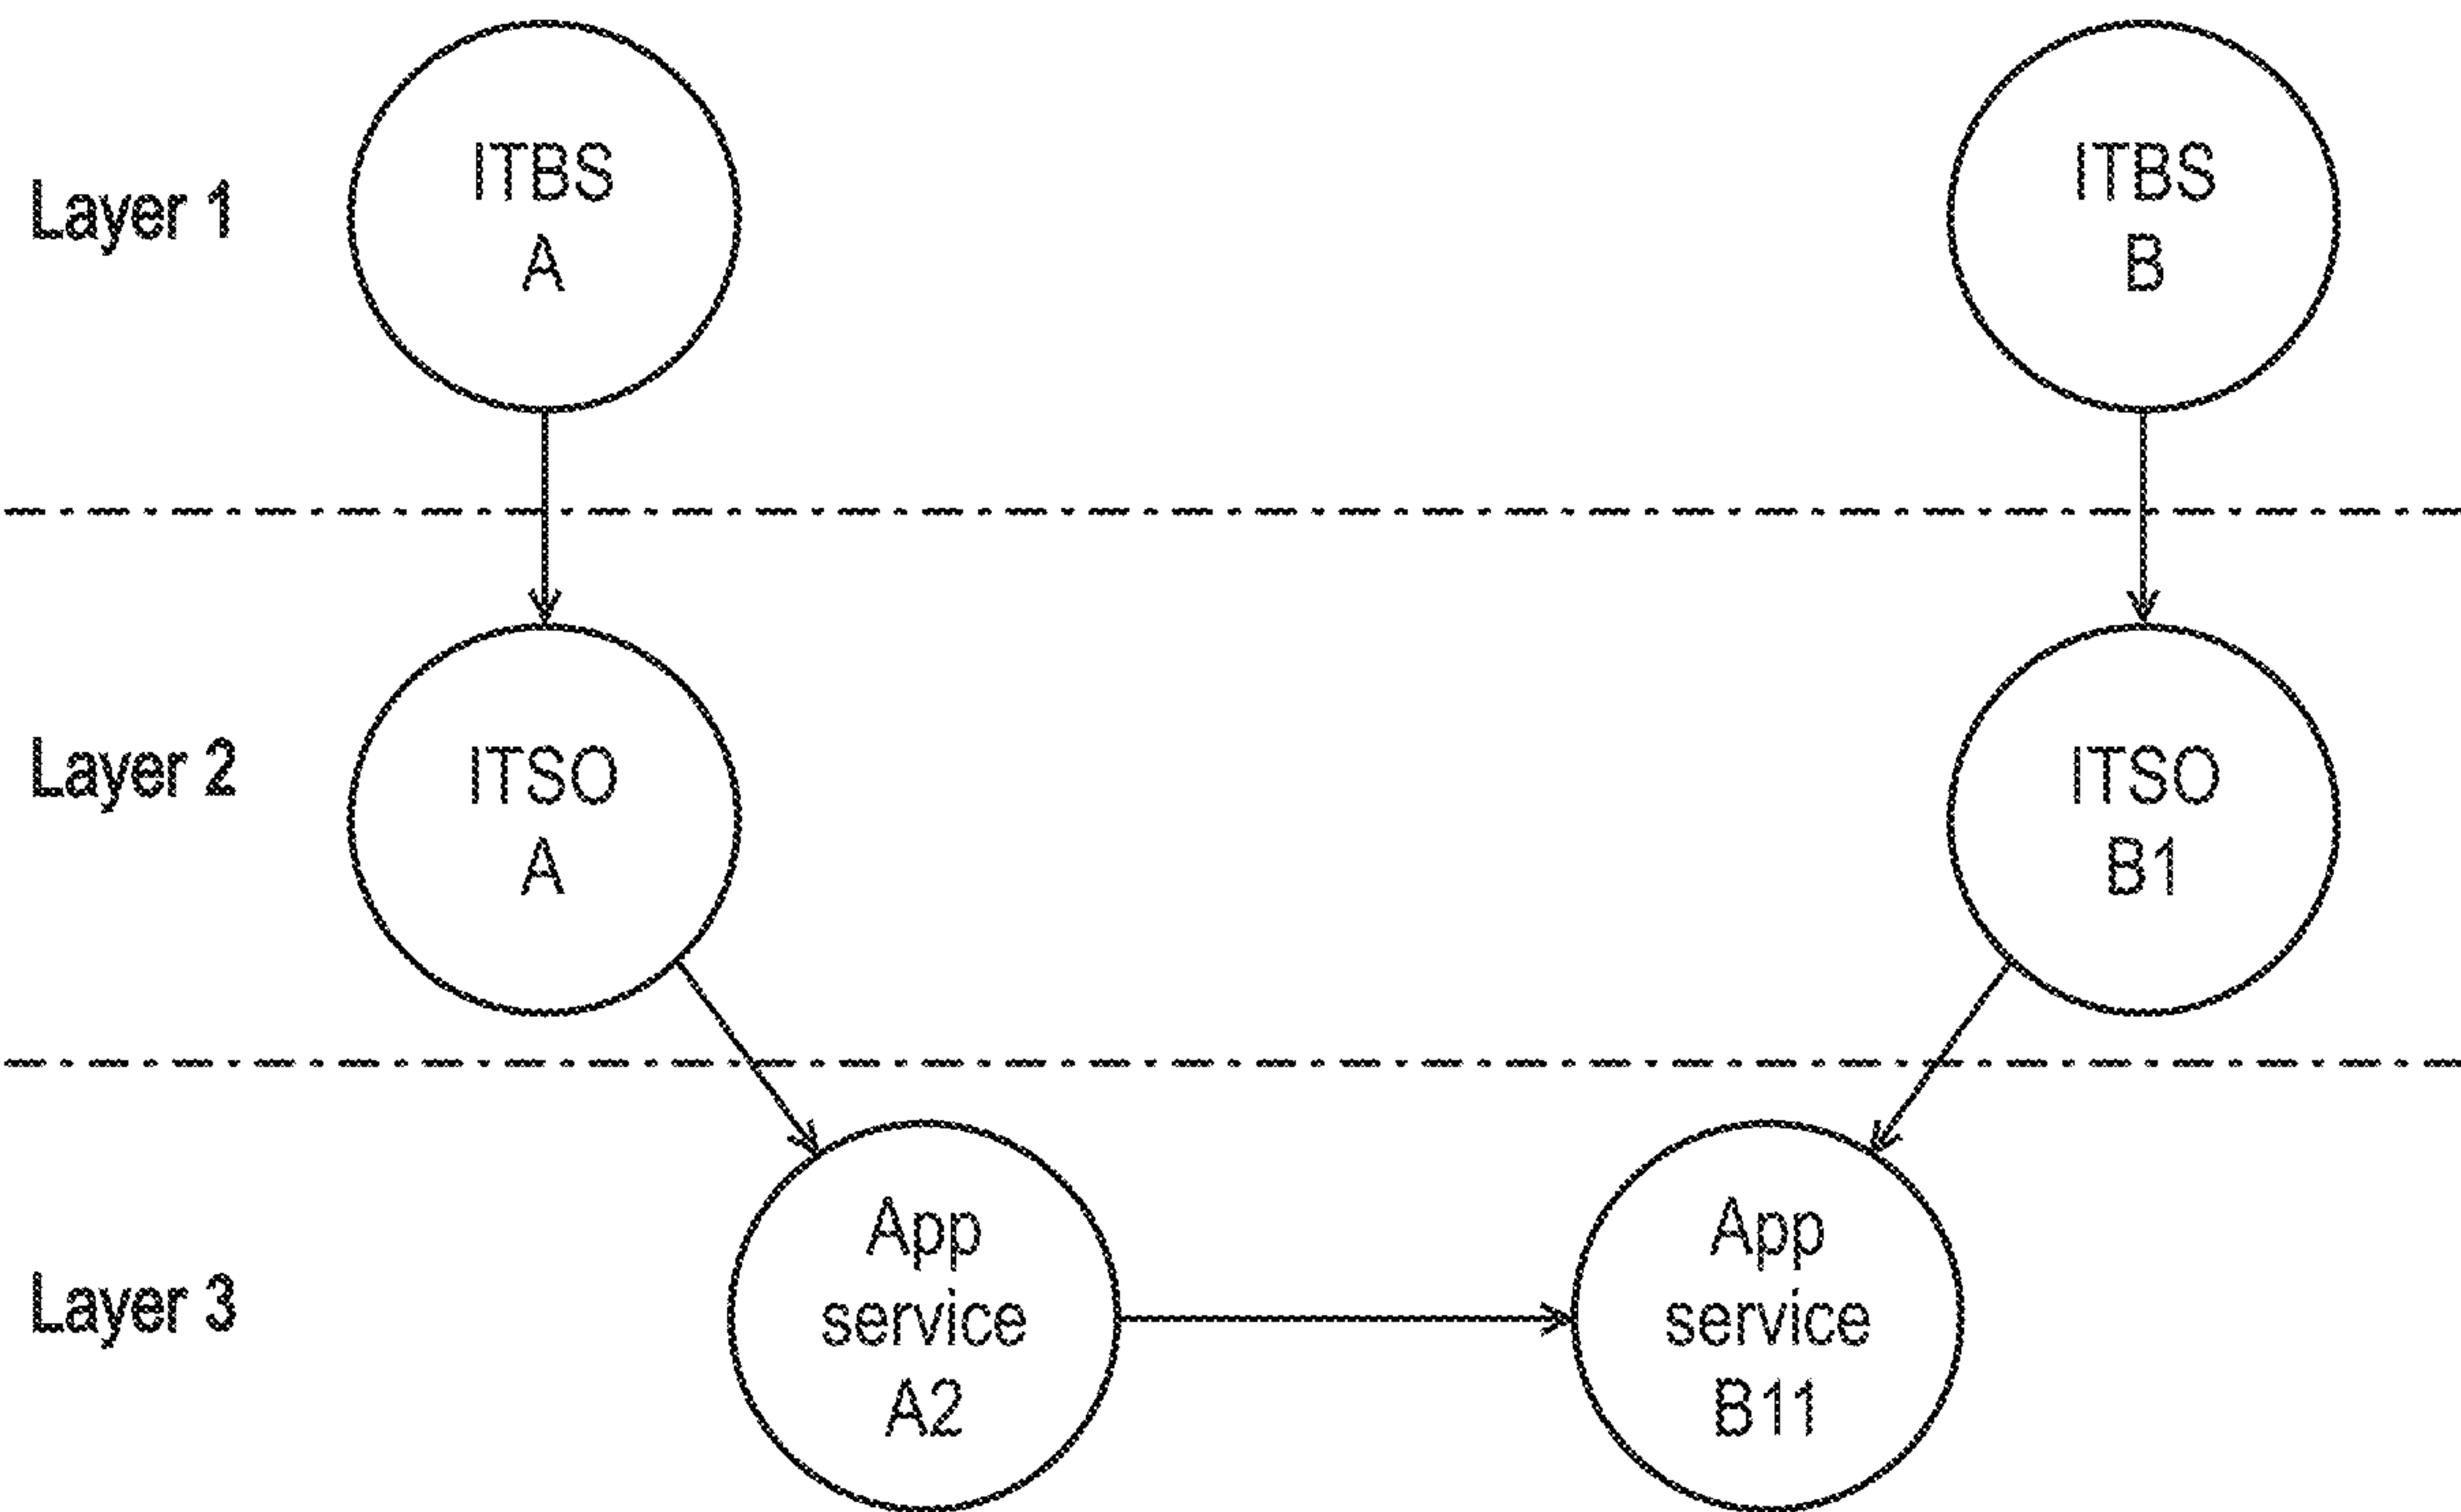 Layer 1
ITBS
A
ITBS
B
Layer 2
ITSO
A
ITSO
B1
Layer 3
App
service
A2
App
service
B11